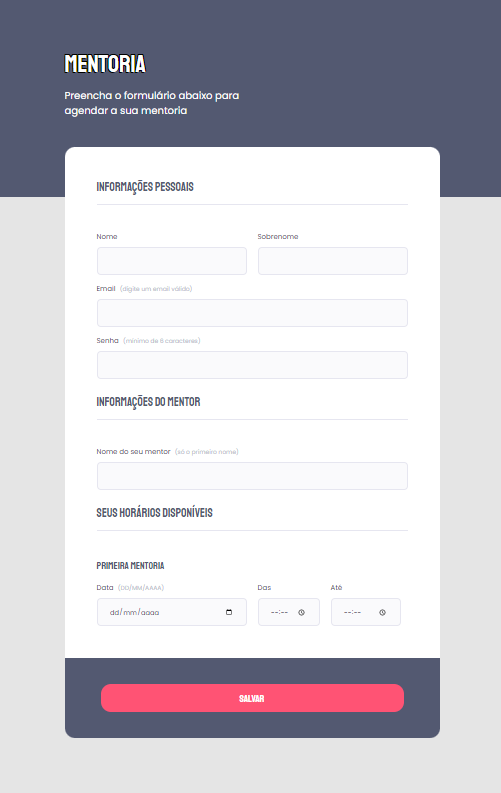 MENTORIA
Preencha o formulário abaixo para
agendar a sua mentoria
INFORMAÇÕES PESSOAIS
Nome Sobrenome
Email (digite um email válido)
Senha (mínimo de 6 caracteres)
INFORMAÇÕES DO MENTOR
Nome do seu mentor (só o primeiro nome)
SEUS HORÁRIOS DISPONÍVEIS
PRIMEIRA MENTORIA
Data (DD/MM/AAAA) Das Até
dd/mm/aaaa --:-- --:--
SALVAR